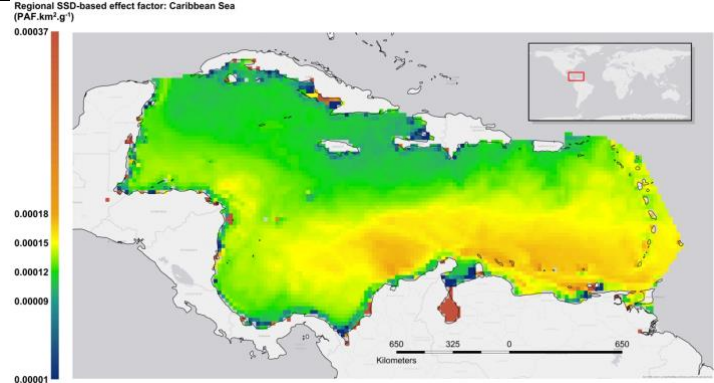 Regional SSD-based effect factor: Caribbean Sea
(PAF.km².g⁻¹)
0.00037
0.00018
0.00015
0.00012
0.00009
0.00001
650 325 0 650
Kilometers